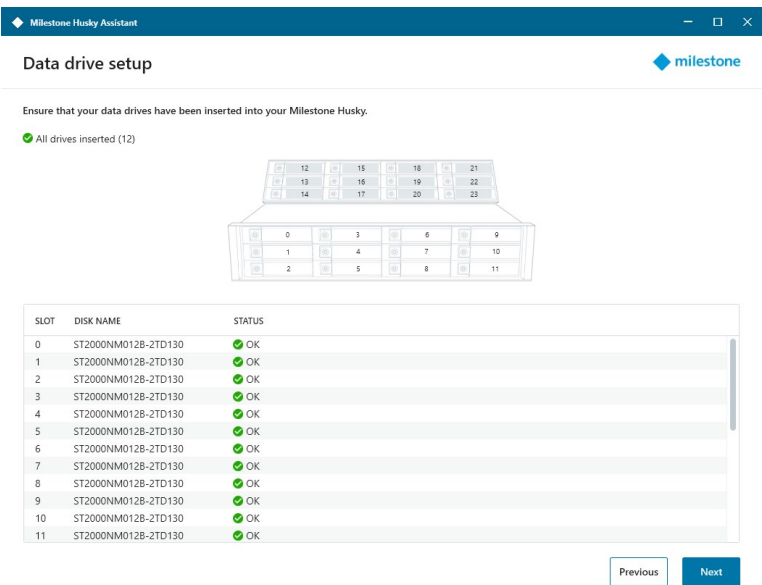 Milestone Husky Assistant
Data drive setup
milestone
Ensure that your data drives have been inserted into your Milestone Husky.
All drives inserted (12)
12 15 18 21
13 16 19 22
14 17 20 23
0 3 6 9
1 4 7 10
2 5 8 11
SLOT DISK NAME STATUS
0 ST2000NM012B-2TD130 OK
1 ST2000NM012B-2TD130 OK
2 ST2000NM012B-2TD130 OK
3 ST2000NM012B-2TD130 OK
4 ST2000NM012B-2TD130 OK
5 ST2000NM012B-2TD130 OK
6 ST2000NM012B-2TD130 OK
7 ST2000NM012B-2TD130 OK
8 ST2000NM012B-2TD130 OK
9 ST2000NM012B-2TD130 OK
10 ST2000NM012B-2TD130 OK
11 ST2000NM012B-2TD130 OK
Previous Next